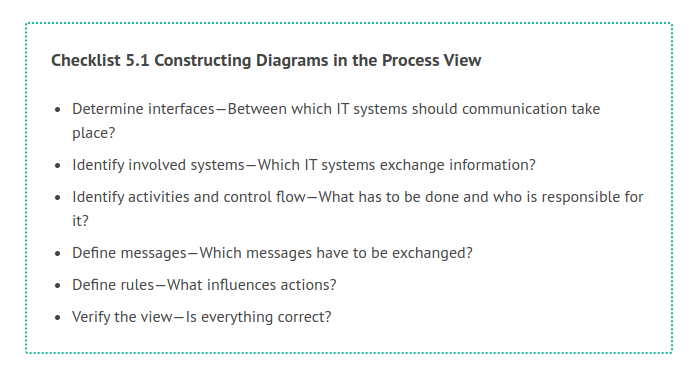 Checklist 5.1 Constructing Diagrams in the Process View
• Determine interfaces—Between which IT systems should communication take
place?
• Identify involved systems—Which IT systems exchange information?
• Identify activities and control flow—What has to be done and who is responsible for
it?
• Define messages—Which messages have to be exchanged?
• Define rules—What influences actions?
• Verify the view—Is everything correct?